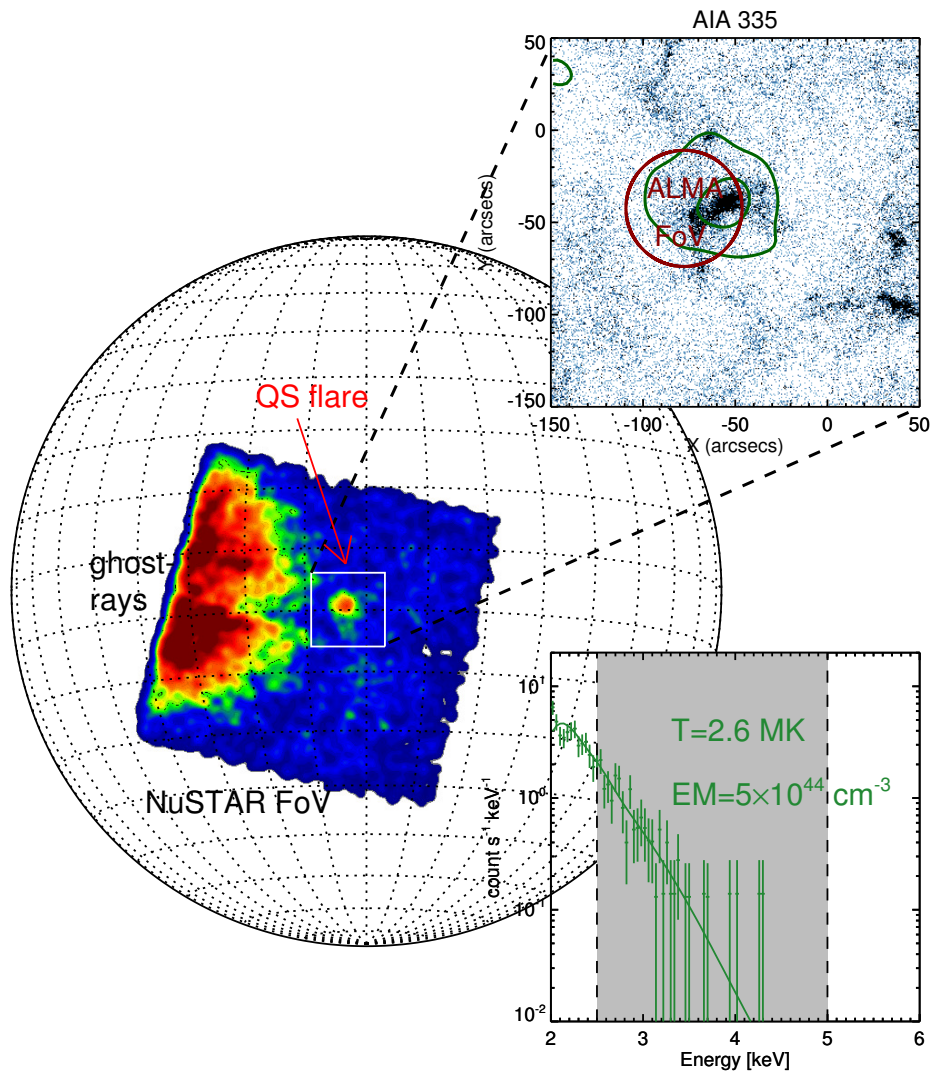 AIA 335
50
0
-50
-100
-150
Y (arcsecs)
ALMA
FoV
-150
-100
-50
0
50
X (arcsecs)
QS flare
ghost-
rays
NuSTAR FoV
10¹
10⁰
10⁻¹
10⁻²
count s⁻¹ keV⁻¹
T=2.6 MK
EM=5×10⁴⁴ cm⁻³
2
3
4
5
6
Energy [keV]